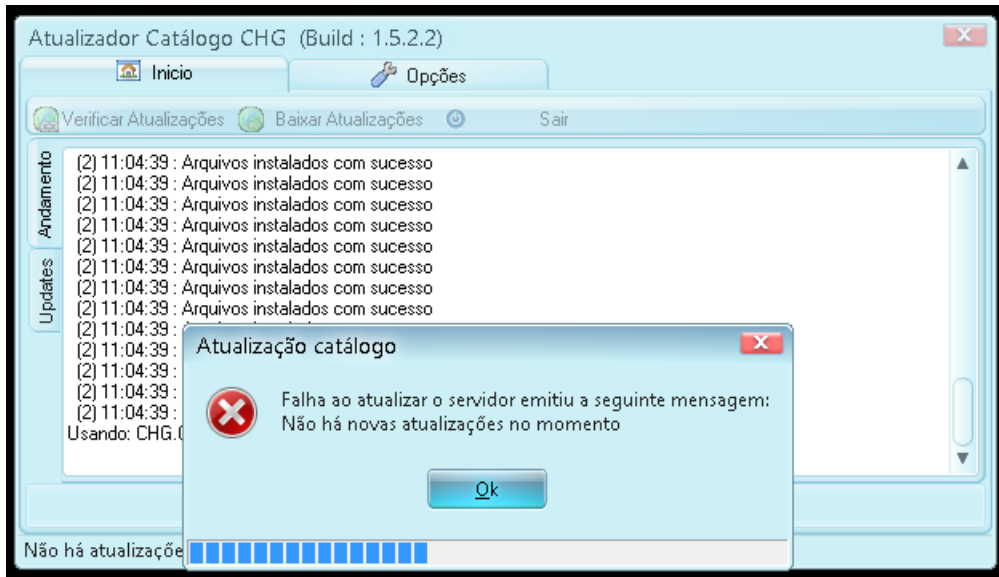 Atualizador Catálogo CHG (Build : 1.5.2.2)
Inicio
Opções
Verificar Atualizações
Baixar Atualizações
Sair
Andamento
Updates
(2) 11:04:39 : Arquivos instalados com sucesso
(2) 11:04:39 : Arquivos instalados com sucesso
(2) 11:04:39 : Arquivos instalados com sucesso
(2) 11:04:39 : Arquivos instalados com sucesso
(2) 11:04:39 : Arquivos instalados com sucesso
(2) 11:04:39 : Arquivos instalados com sucesso
(2) 11:04:39 : Arquivos instalados com sucesso
(2) 11:04:39 : Arquivos instalados com sucesso
(2) 11:04:39 :
(2) 11:04:39 :
(2) 11:04:39 :
(2) 11:04:39 :
(2) 11:04:39 :
Usando: CHG.
Atualização catálogo
Falha ao atualizar o servidor emitiu a seguinte mensagem:
Não há novas atualizações no momento
Ok
Não há atualizaçõe